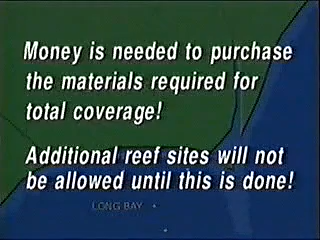 Money is needed to purchase
the materials required for
total coverage!
Additional reef sites will not
be allowed until this is done!
LONG BAY